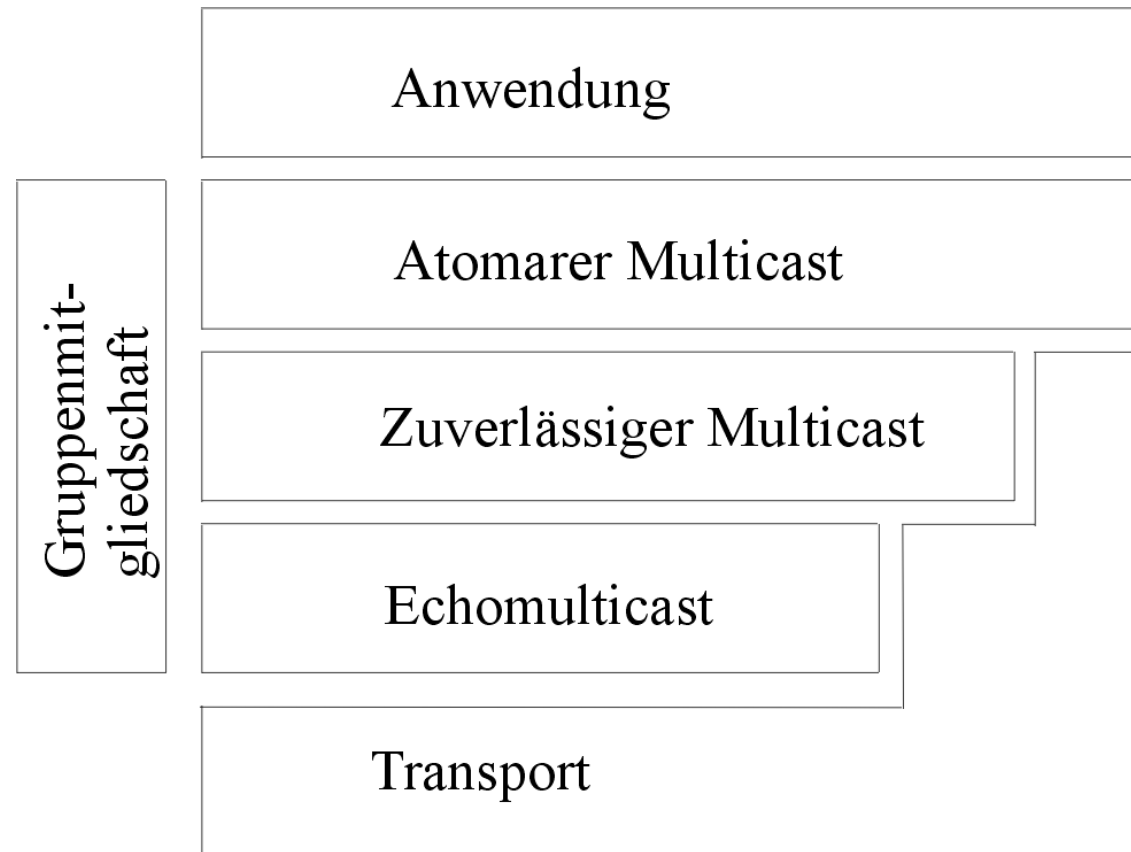 Anwendung
Gruppenmit-
gliedschaft
Atomarer Multicast
Zuverlässiger Multicast
Echomulticast
Transport